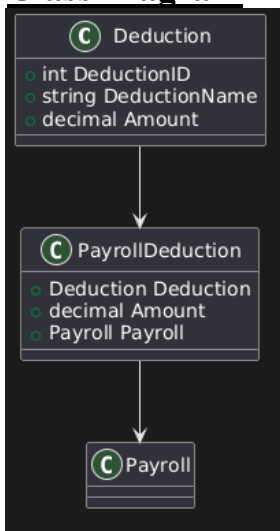 C Deduction
int DeductionID
string DeductionName
decimal Amount
C PayrollDeduction
Deduction Deduction
decimal Amount
Payroll Payroll
C Payroll